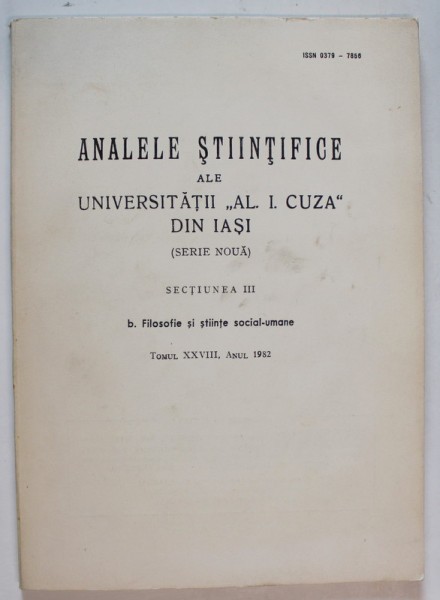 ISSN 0379 – 7856
ANALELE ŞTIINŢIFICE
ALE
UNIVERSITĂŢII „AL. I. CUZA“
DIN IAŞI
(SERIE NOUĂ)
SECŢIUNEA III
b. Filosofie şi ştiinţe social-umane
TOMUL XXVIII, ANUL 1982